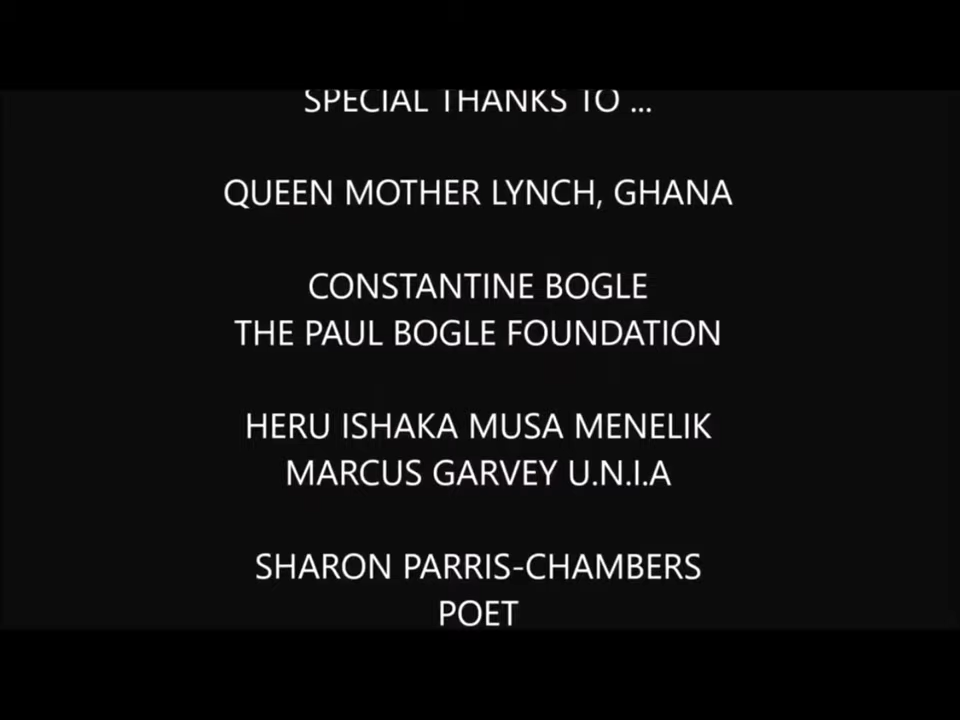 SPECIAL THANKS TO ...
QUEEN MOTHER LYNCH, GHANA
CONSTANTINE BOGLE
THE PAUL BOGLE FOUNDATION
HERU ISHAKA MUSA MENELIK
MARCUS GARVEY U.N.I.A
SHARON PARRIS-CHAMBERS
POET